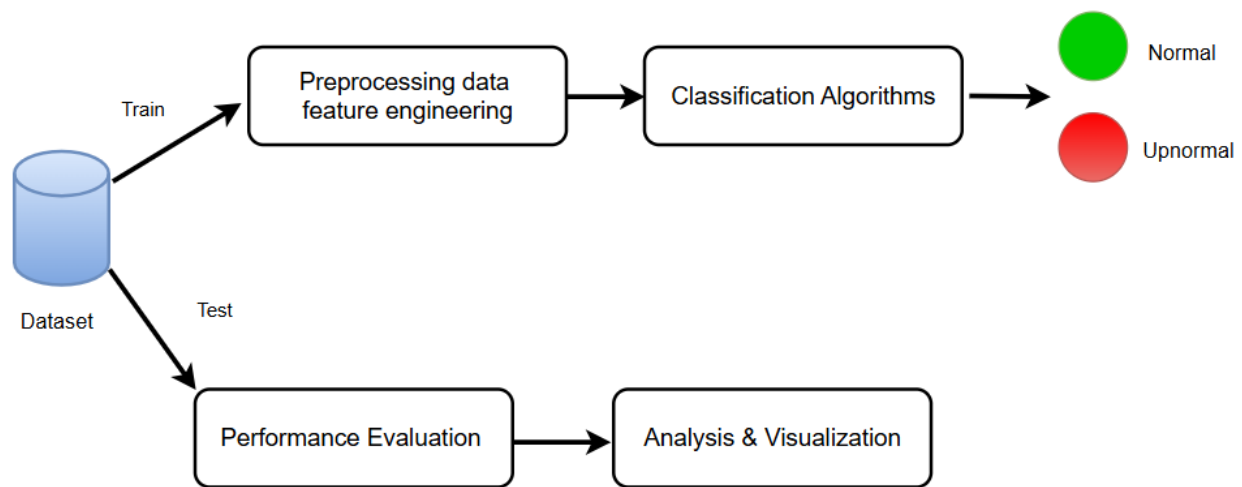 Normal
Preprocessing data
feature engineering
Classification Algorithms
Train
Upnormal
Test
Dataset
Performance Evaluation
Analysis & Visualization